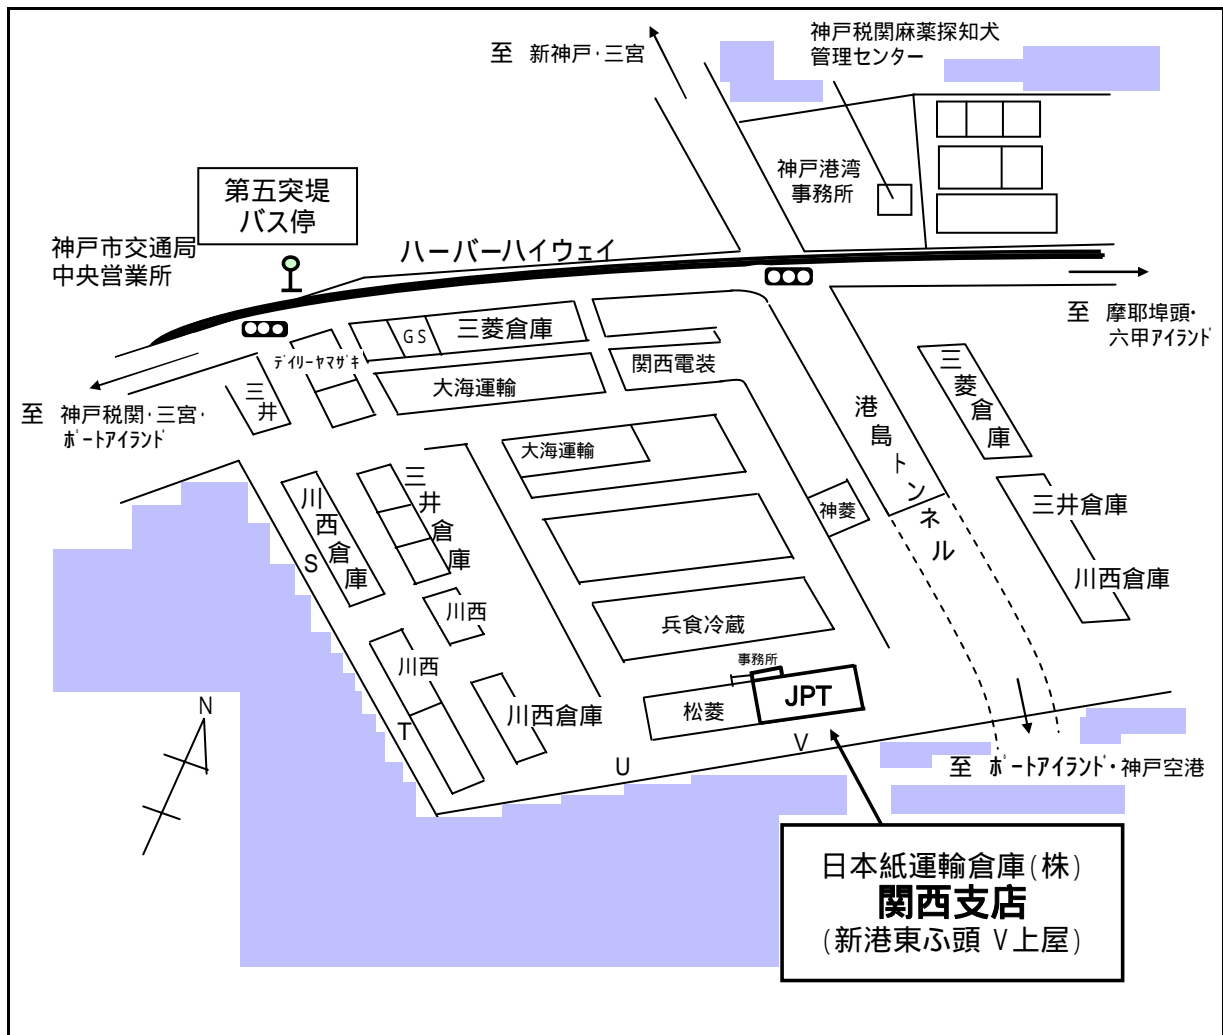 神戸税関麻薬探知犬
管理センター
至 新神戸・三宮
神戸港湾
事務所
第五突堤
バス停
神戸市交通局
中央営業所
ハーバーハイウェイ
至 摩耶埠頭・
六甲アイランド
GS
三菱倉庫
デイリーヤマザキ
関西電装
大海運輸
三井
至 神戸税関・三宮・
ポートアイランド
三菱倉庫
港島トンネル
大海運輸
三井倉庫
川西倉庫
S
神菱
三井倉庫
川西倉庫
川西
兵食冷蔵
事務所
川西
JPT
松菱
川西倉庫
N
T
V
U
至 ポートアイランド・神戸空港
日本紙運輸倉庫(株)
関西支店
(新港東ふ頭 V上屋)